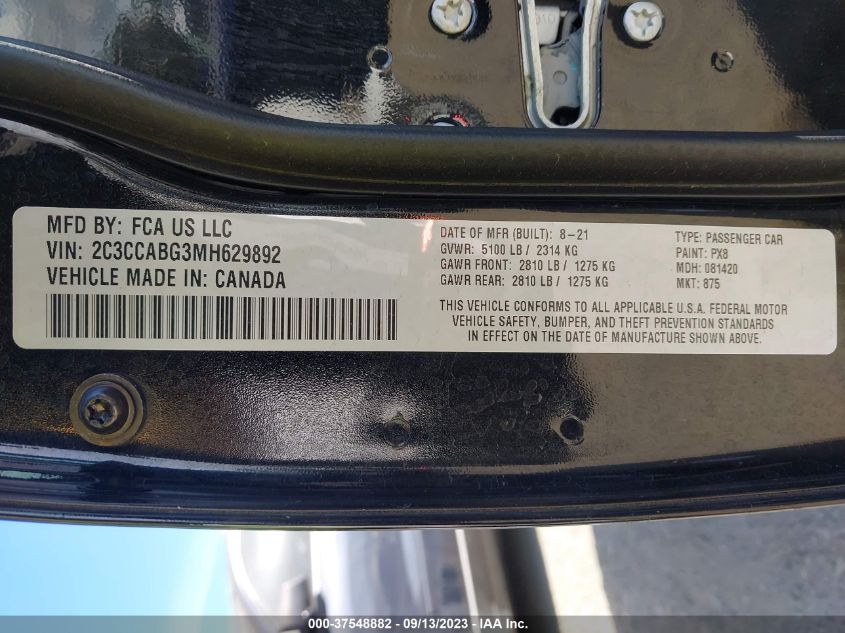 MFD BY: FCA US LLC
VIN: 2C3CCABG3MH629892
VEHICLE MADE IN: CANADA
DATE OF MFR (BUILT): 8-21
GVWR: 5100 LB / 2314 KG
GAWR FRONT: 2810 LB / 1275 KG
GAWR REAR: 2810 LB / 1275 KG
TYPE: PASSENGER CAR
PAINT: PX8
MDH: 081420
MKT: 875
THIS VEHICLE CONFORMS TO ALL APPLICABLE U.S.A. FEDERAL MOTOR
VEHICLE SAFETY, BUMPER, AND THEFT PREVENTION STANDARDS
IN EFFECT ON THE DATE OF MANUFACTURE SHOWN ABOVE.
000-37548882 - 09/13/2023 - IAA Inc.